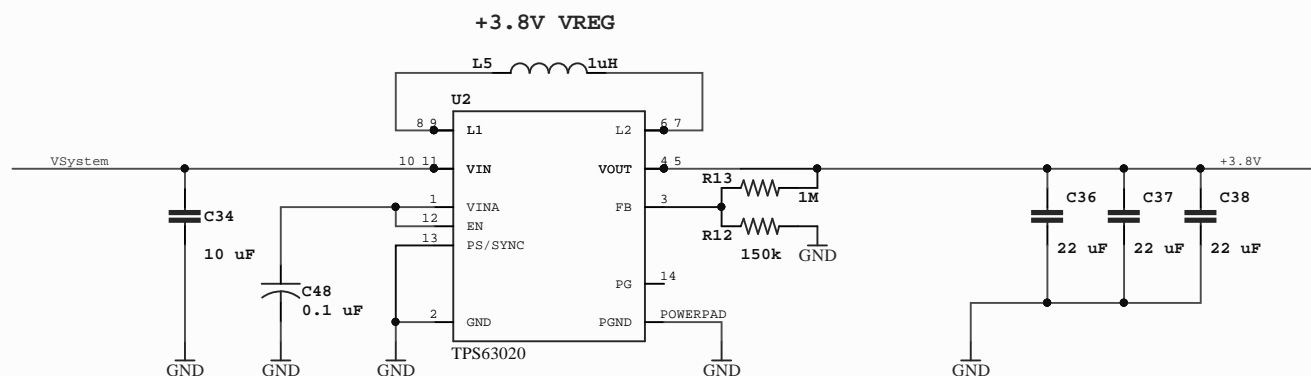 +3.8V VREG
L5 1uH
U2
8 9 L1 L2 6 7
VSystem 10 11 VIN VOUT 4 5 +3.8V
R13 1M
C34 1 VINA FB 3 C36 C37 C38
12 EN
13 PS/SYNC R12
10 uF 150k GND 22 uF 22 uF 22 uF
C48 PG 14
0.1 uF
2 GND PGND POWERPAD
TPS63020
GND GND GND GND GND